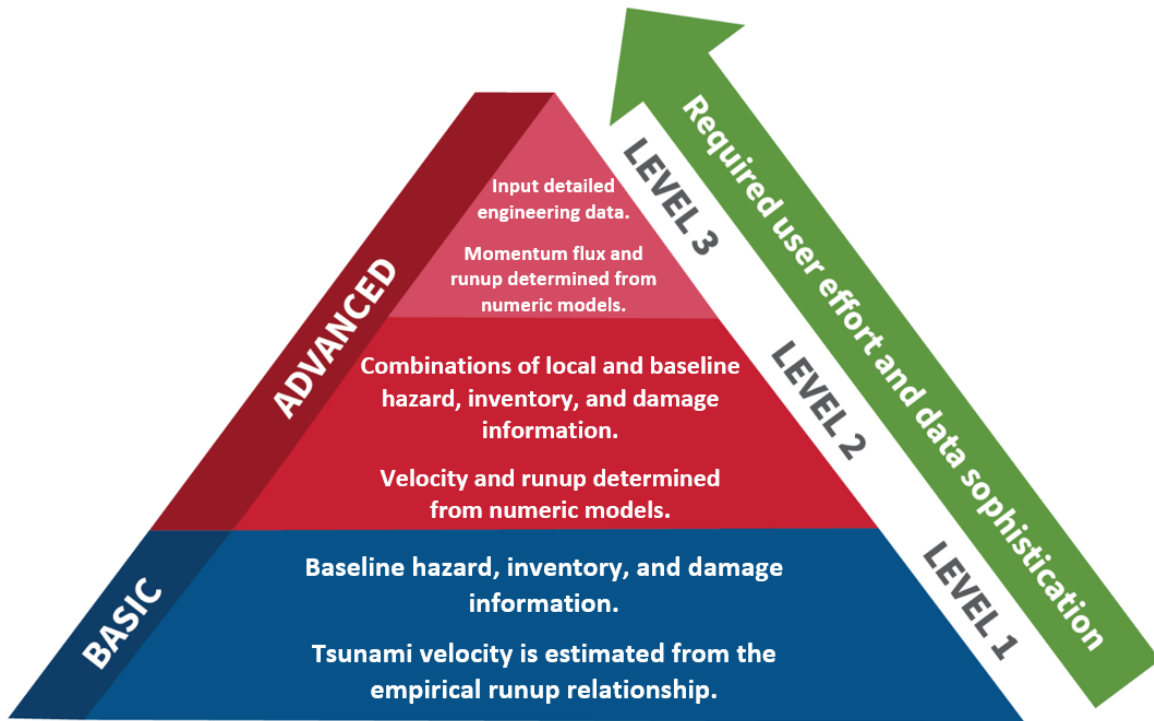 Input detailed
engineering data.
Momentum flux and
runup determined from
numeric models.
LEVEL 3
ADVANCED
Combinations of local and baseline
hazard, inventory, and damage
information.
Velocity and runup determined
from numeric models.
LEVEL 2
BASIC
Baseline hazard, inventory, and damage
information.
Tsunami velocity is estimated from the
empirical runup relationship.
LEVEL 1
Required user effort and data sophistication